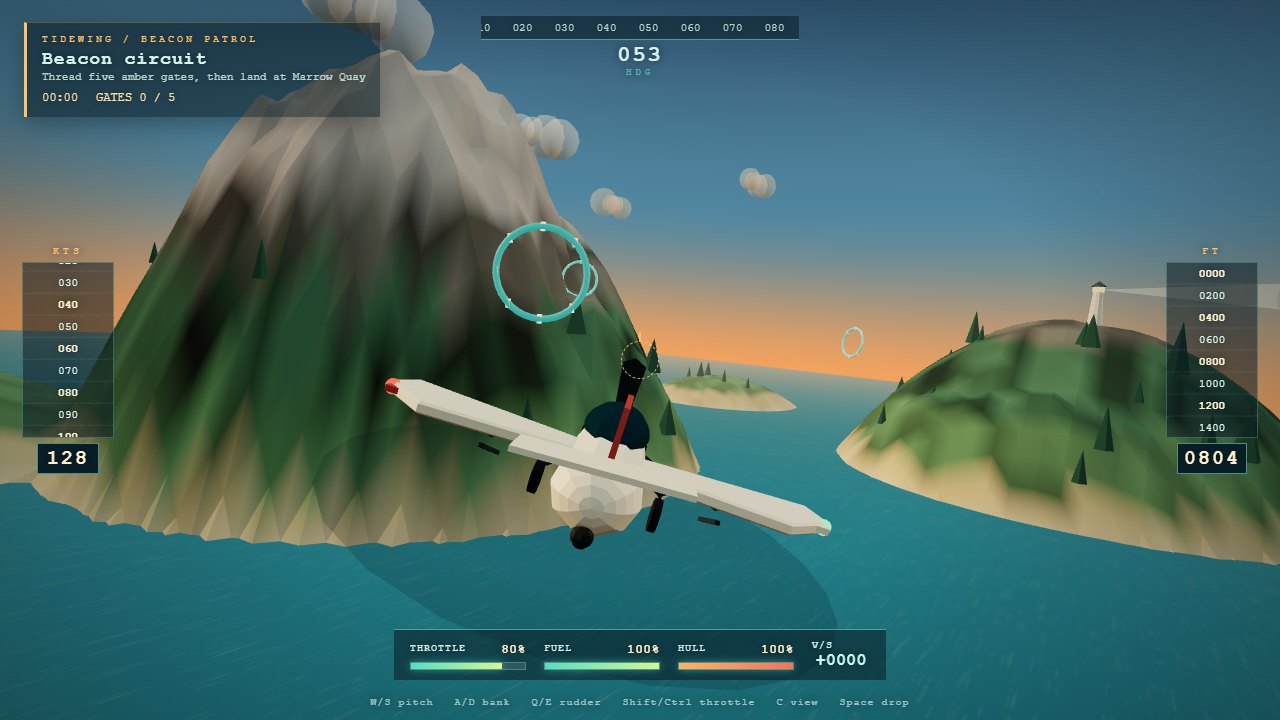 TIDEWING / BEACON PATROL
Beacon circuit
Thread five amber gates, then land at Marrow Quay
00:00 GATES 0 / 5
020 030 040 050 060 070 080
053
HDG
KTS
030
040
050
060
070
080
090
100
128
FT
0000
0200
0400
0600
0800
1000
1200
1400
0804
THROTTLE 80% FUEL 100% HULL 100% V/S +0000
W/S pitch A/D bank Q/E rudder Shift/Ctrl throttle C view Space drop